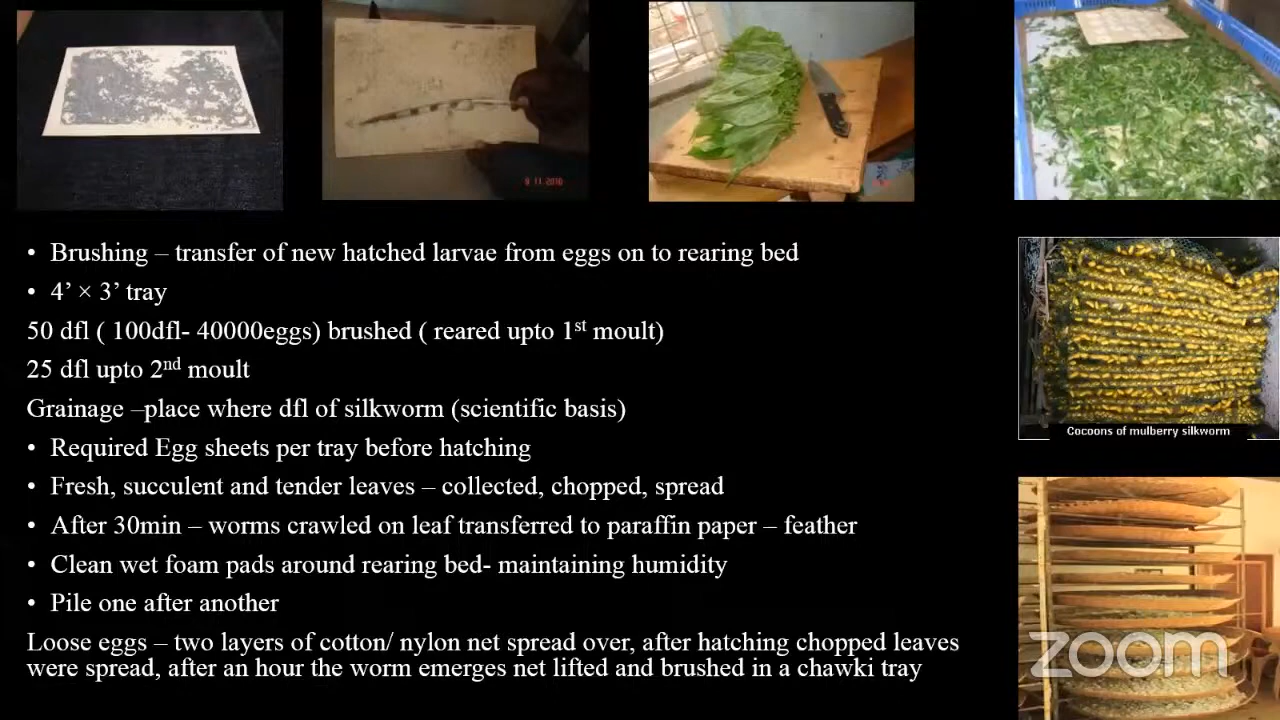 9 11 2010
• Brushing – transfer of new hatched larvae from eggs on to rearing bed
• 4’ × 3’ tray
50 dfl ( 100dfl- 40000eggs) brushed ( reared upto 1st moult)
25 dfl upto 2nd moult
Grainage –place where dfl of silkworm (scientific basis)
• Required Egg sheets per tray before hatching
• Fresh, succulent and tender leaves – collected, chopped, spread
• After 30min – worms crawled on leaf transferred to paraffin paper – feather
• Clean wet foam pads around rearing bed- maintaining humidity
• Pile one after another
Loose eggs – two layers of cotton/ nylon net spread over, after hatching chopped leaves
were spread, after an hour the worm emerges net lifted and brushed in a chawki tray
Cocoons of mulberry silkworm
zoom